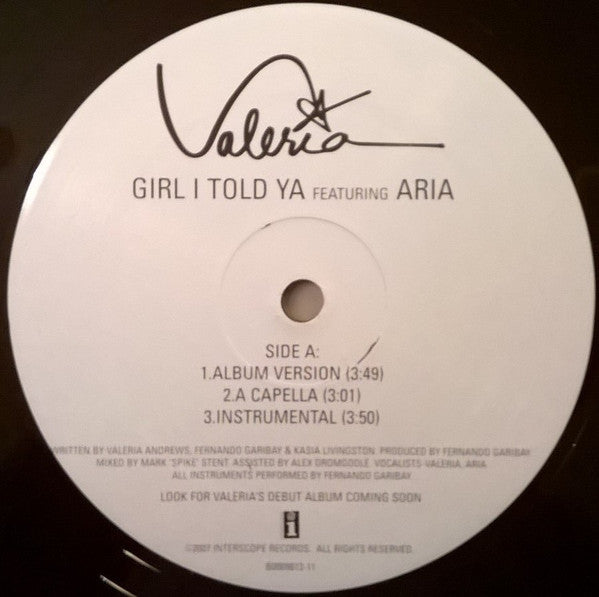 Valeria
GIRL I TOLD YA FEATURING ARIA
SIDE A:
1.ALBUM VERSION (3:49)
2.A CAPELLA (3:01)
3.INSTRUMENTAL (3:50)
WRITTEN BY VALERIA ANDREWS, FERNANDO GARIBAY & KASIA LIVINGSTON. PRODUCED BY FERNANDO GARIBAY.
MIXED BY MARK 'SPIKE' STENT. ASSISTED BY ALEX DROMGOOLE. VOCALISTS-VALERIA, ARIA
ALL INSTRUMENTS PERFORMED BY FERNANDO GARIBAY
LOOK FOR VALERIA'S DEBUT ALBUM COMING SOON
i
©2007 INTERSCOPE RECORDS. ALL RIGHTS RESERVED.